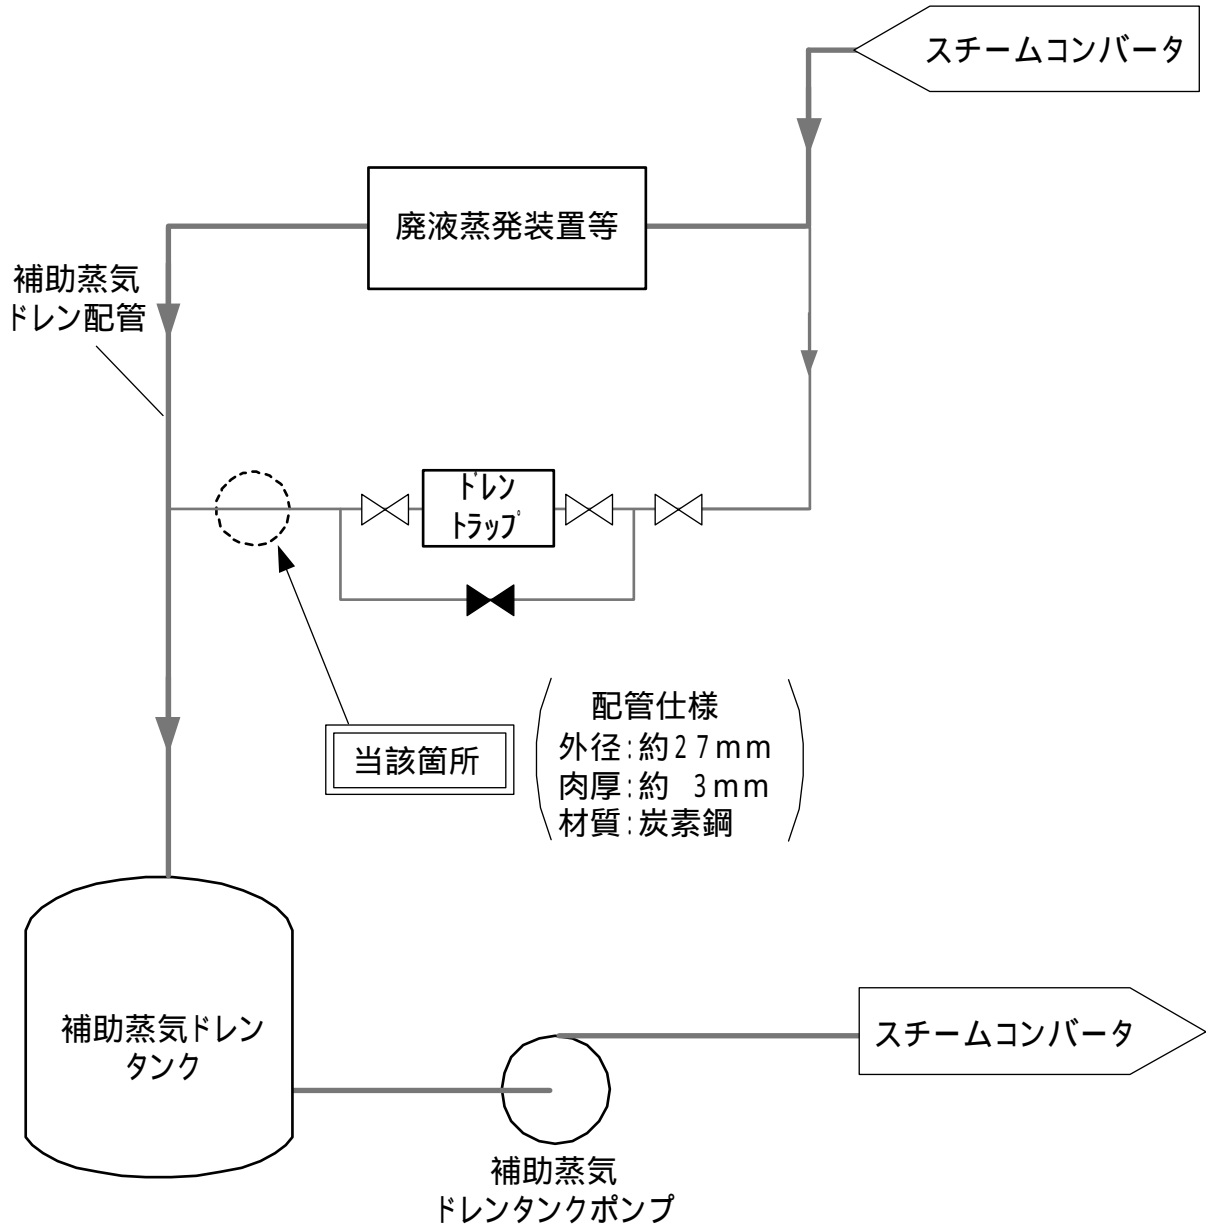 スチームコンバータ
廃液蒸発装置等
補助蒸気
ドレン配管
ドレン
トラップ
当該箇所
配管仕様
外径:約27mm
肉厚:約 3mm
材質:炭素鋼
補助蒸気ドレン
タンク
スチームコンバータ
補助蒸気
ドレンタンクポンプ